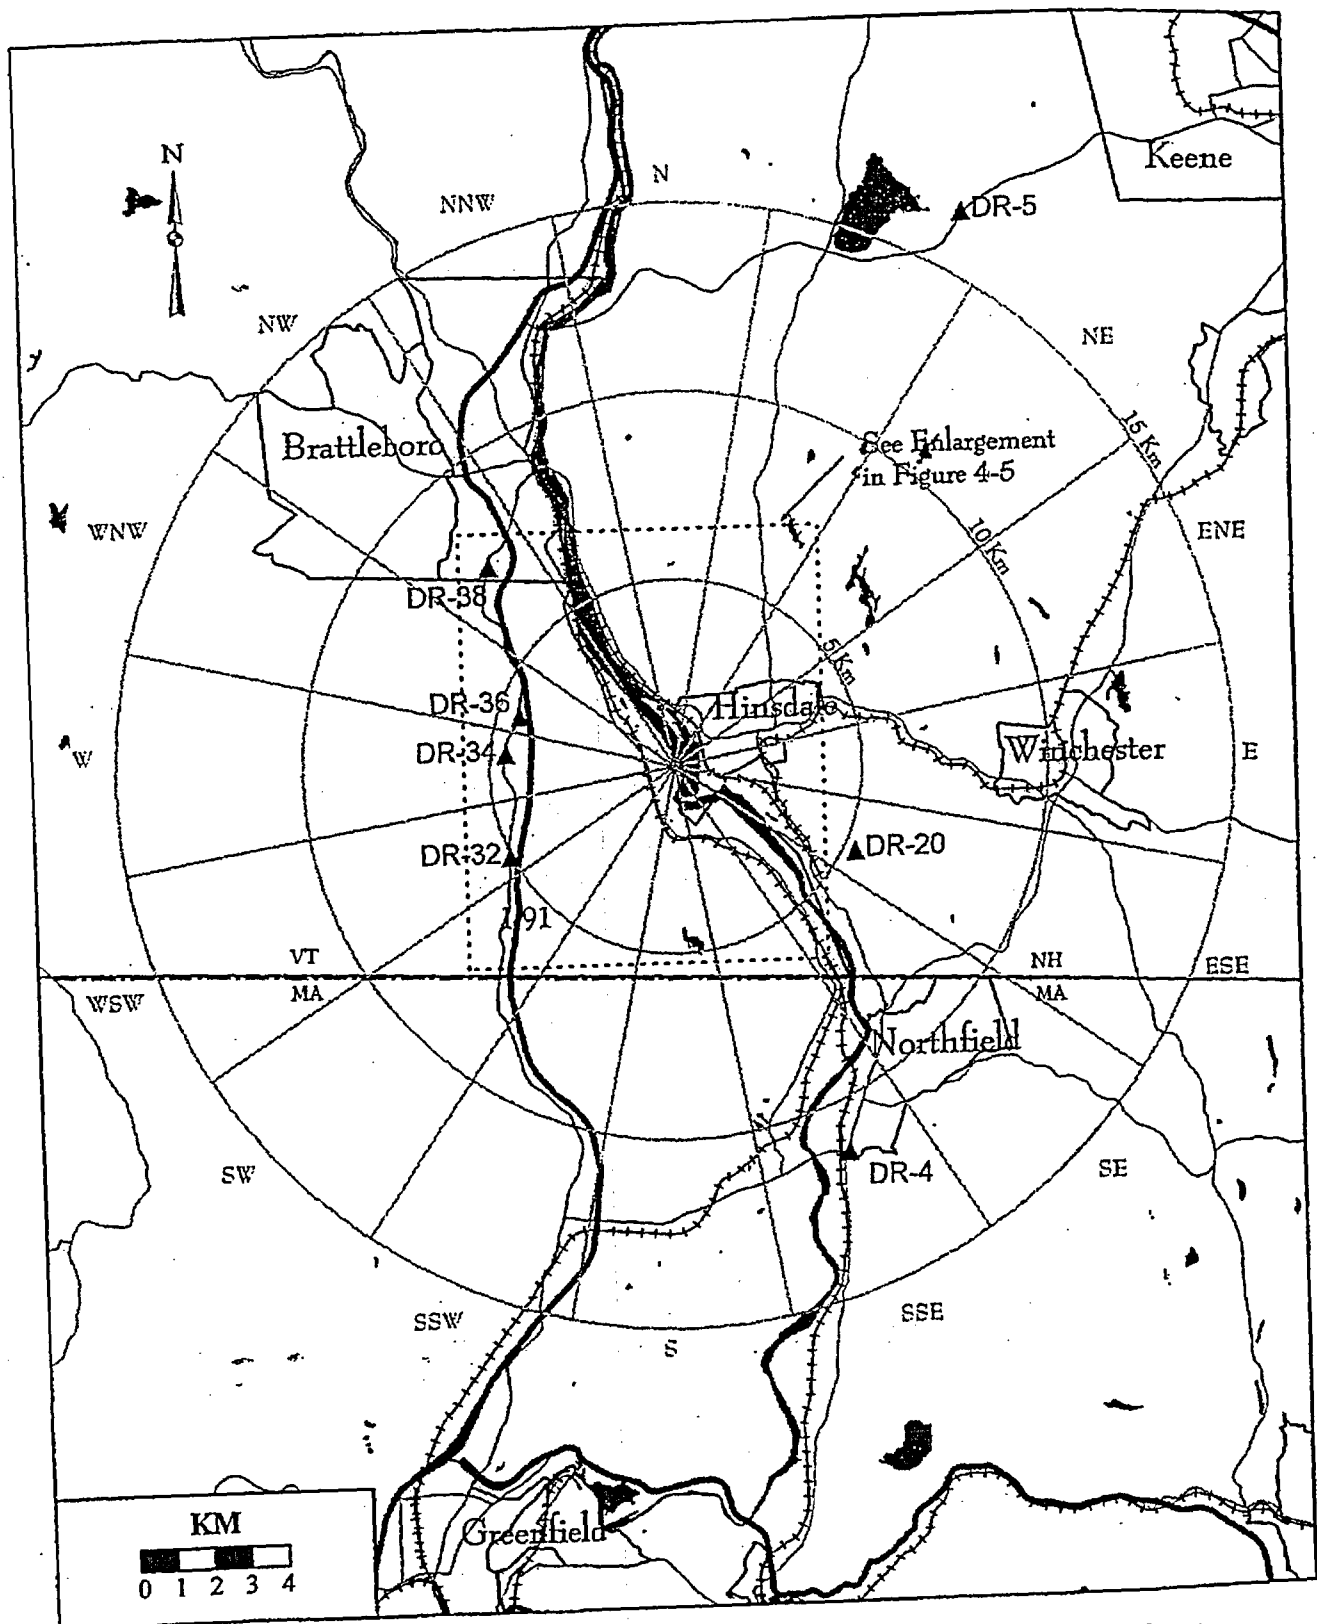 N
Keene
N
NNW
DR-5
NW
NE
15 Km
Brattleboro
See Enlargement
in Figure 4-5
10 Km
WNW
ENE
DR-38
5 Km
DR-36
Hinsdale
DR-34
Winchester
W
E
DR-32
DR-20
I-91
VT
NH
ESE
WSW
MA
MA
Northfield
SW
DR-4
SE
SSW
SSE
S
KM
0 1 2 3 4
Greenfield